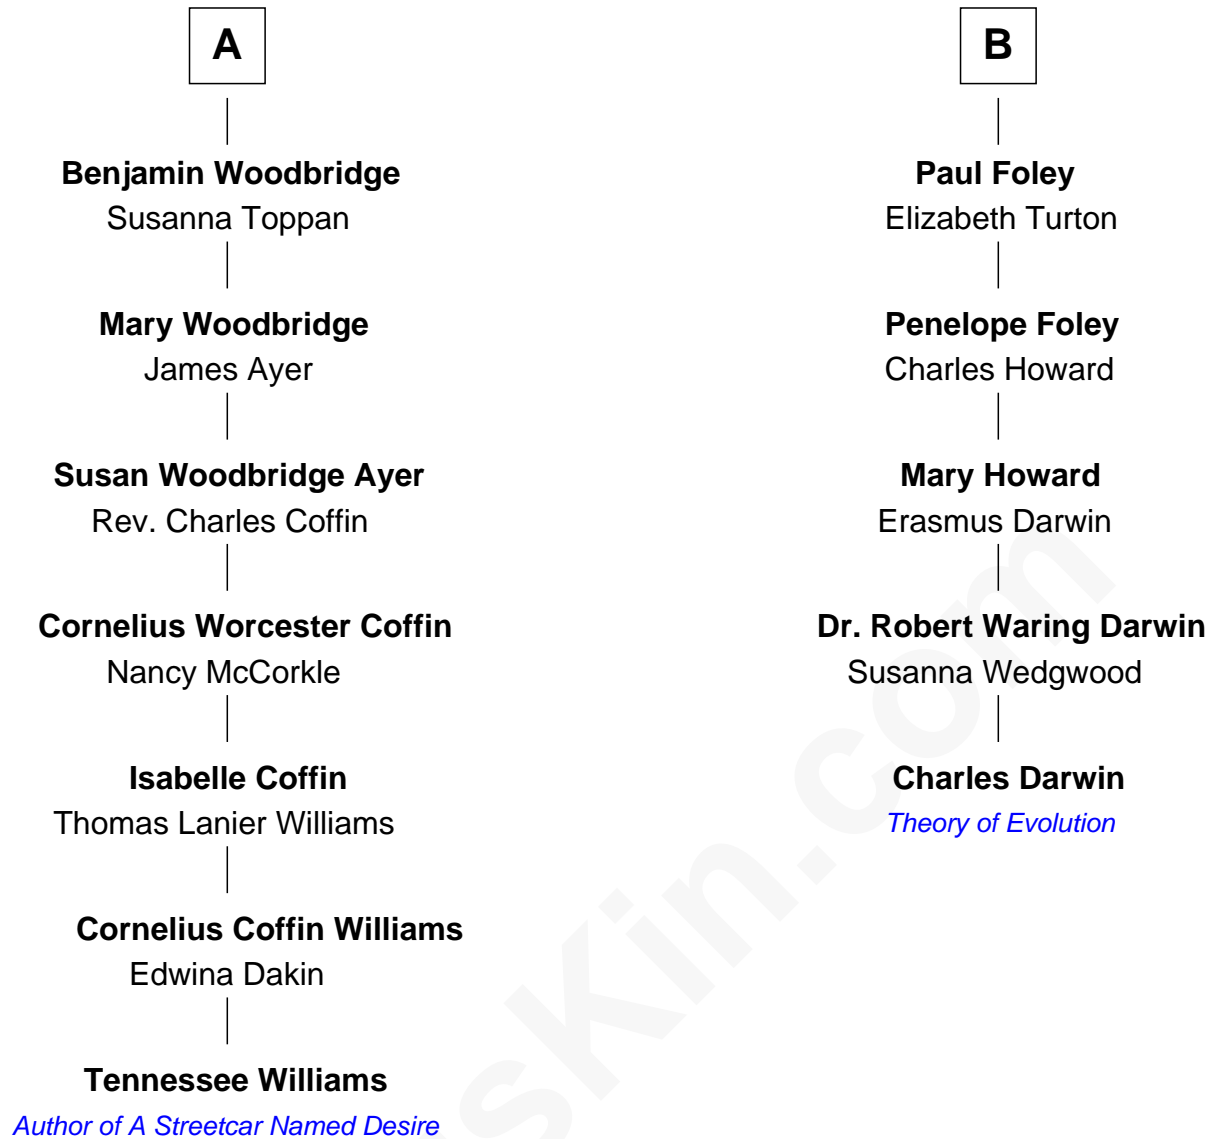 A
Benjamin Woodbridge
Susanna Toppan
Mary Woodbridge
James Ayer
Susan Woodbridge Ayer
Rev. Charles Coffin
Cornelius Worcester Coffin
Nancy McCorkle
Isabelle Coffin
Thomas Lanier Williams
Cornelius Coffin Williams
Edwina Dakin
Tennessee Williams
Author of A Streetcar Named Desire
B
Paul Foley
Elizabeth Turton
Penelope Foley
Charles Howard
Mary Howard
Erasmus Darwin
Dr. Robert Waring Darwin
Susanna Wedgwood
Charles Darwin
Theory of Evolution
sKin.com